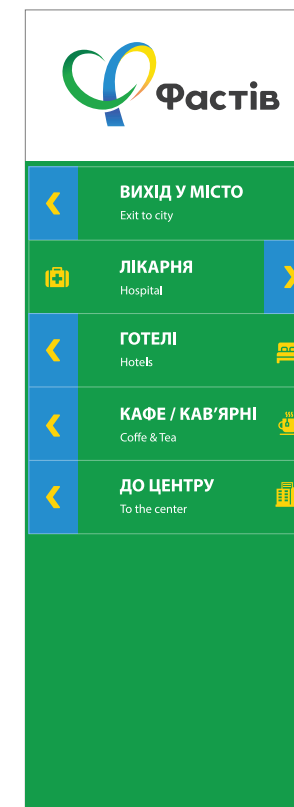 Фастів
ВИХІД У МІСТО
Exit to city
ЛІКАРНЯ
Hospital
ГОТЕЛІ
Hotels
КАФЕ / КАВ'ЯРНІ
Coffe & Tea
ДО ЦЕНТРУ
To the center